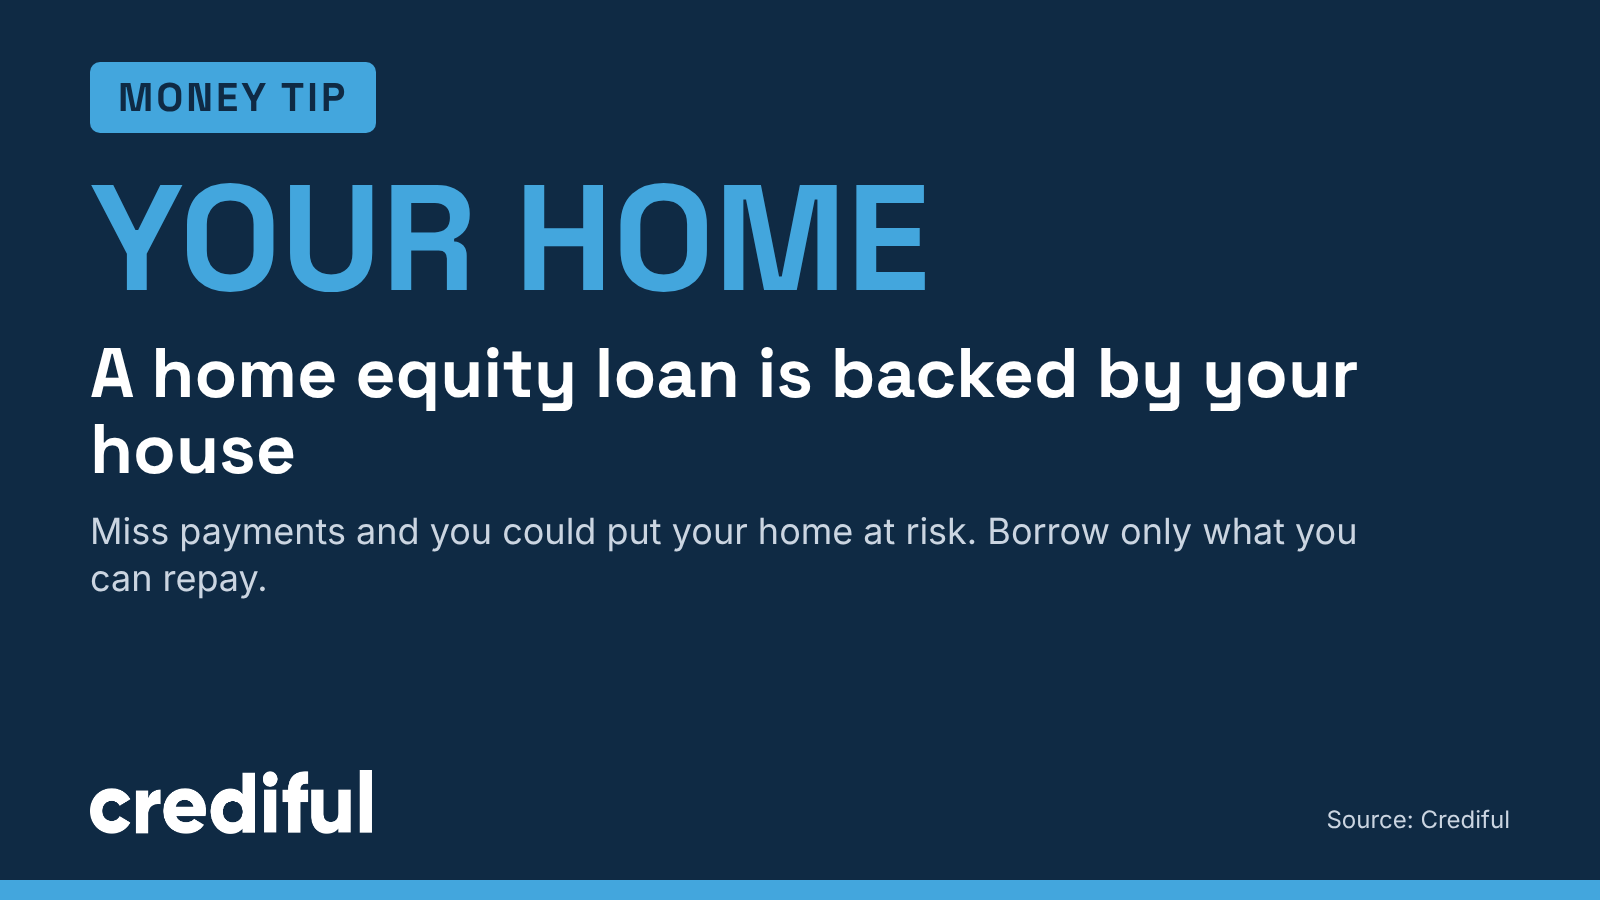 MONEY TIP
YOUR HOME
A home equity loan is backed by your
house
Miss payments and you could put your home at risk. Borrow only what you
can repay.
crediful
Source: Crediful